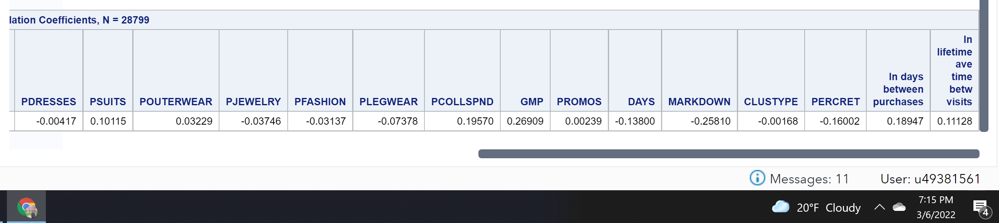 lation Coefficients, N = 28799
In
lifetime
ave
In days time
between betw
PDRESSES PSUITS POUTERWEAR PJEWELRY PFASHION PLEGWEAR PCOLLSPND GMP PROMOS DAYS MARKDOWN CLUSTYPE PERCRET purchases visits
-0.00417 0.10115 0.03229 -0.03746 -0.03137 -0.07378 0.19570 0.26909 0.00239 -0.13800 -0.25810 -0.00168 -0.16002 0.18947 0.11128
Messages: 11 User: u49381561
7:15 PM
20°F Cloudy
3/6/2022
4